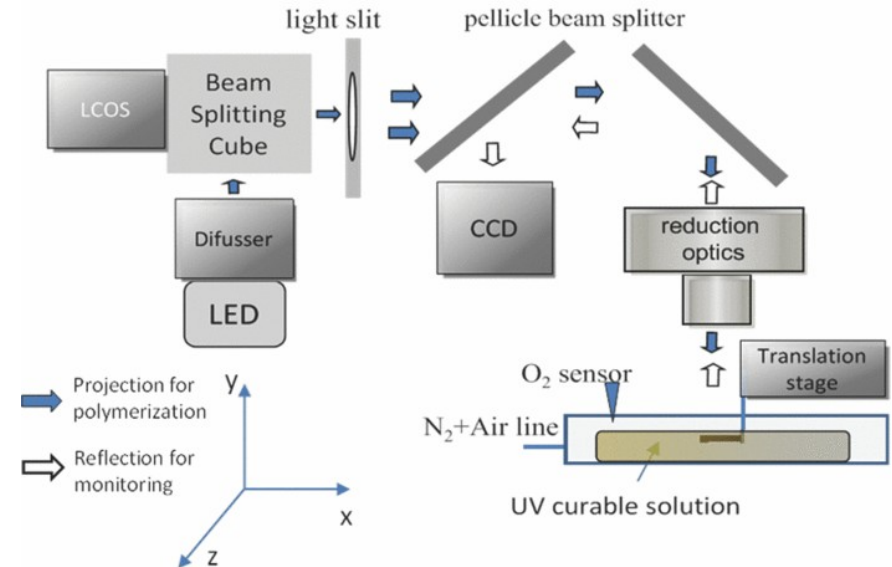 light slit
pellicle beam splitter
LCOS
Beam
Splitting
Cube
Difusser
LED
CCD
reduction
optics
Translation
stage
O₂ sensor
N₂+Air line
UV curable solution
Projection for
polymerization
Reflection for
monitoring
y
x
z